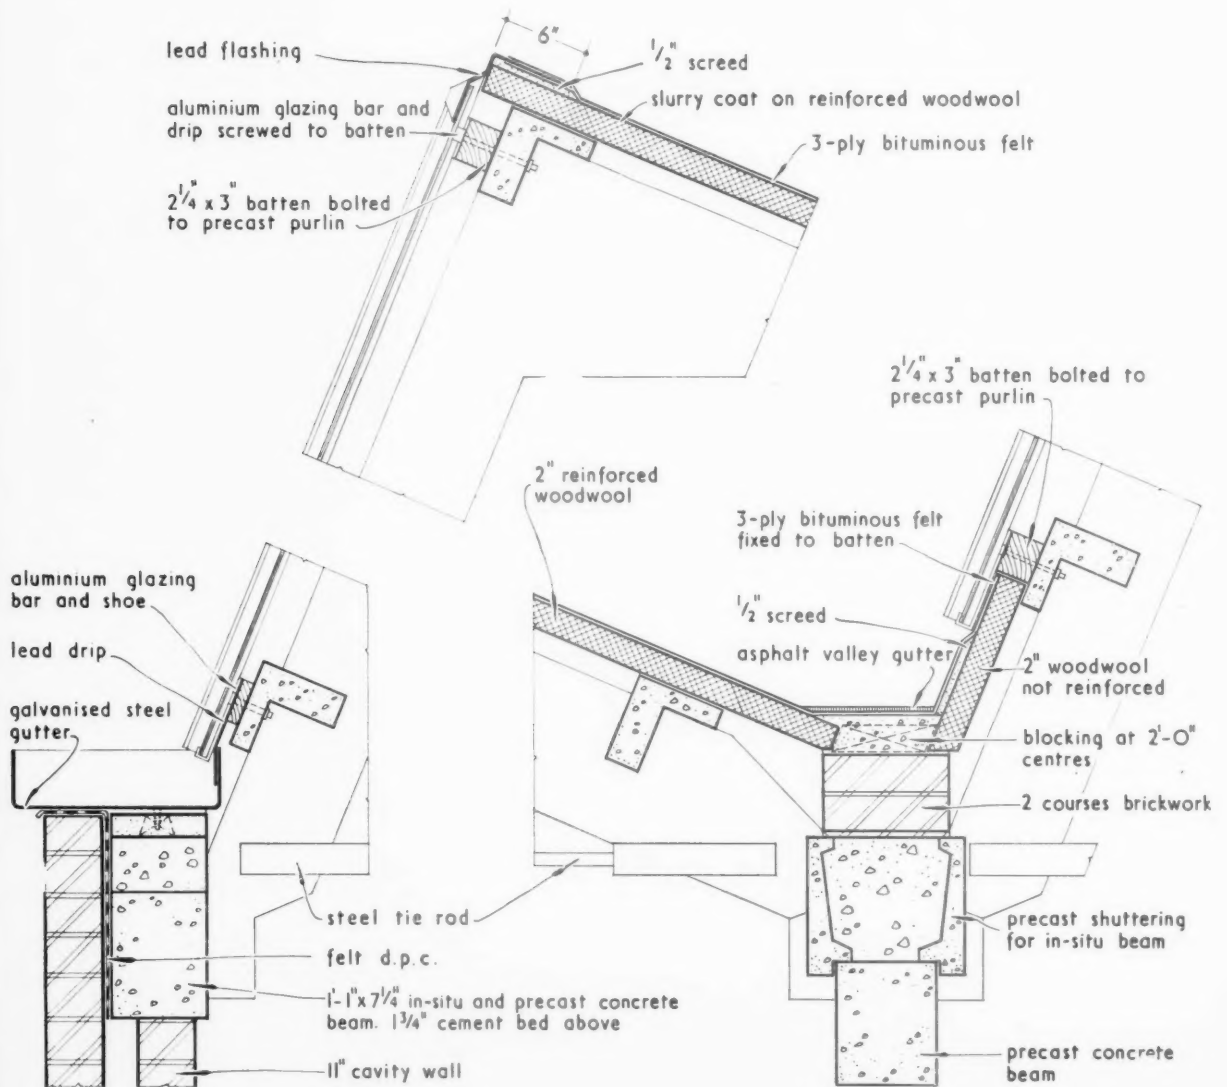 6"
lead flashing
1/2" screed
aluminium glazing bar and
drip screwed to batten
slurry coat on reinforced woodwool
3-ply bituminous felt
2 1/4" x 3" batten bolted
to precast purlin
2 1/4" x 3" batten bolted to
precast purlin
2" reinforced
woodwool
3-ply bituminous felt
fixed to batten
aluminium glazing
bar and shoe
1/2" screed
lead drip
asphalt valley gutter
2" woodwool
not reinforced
galvanised steel
gutter
blocking at 2'-0"
centres
2 courses brickwork
steel tie rod
precast shuttering
for in-situ beam
felt d.p.c.
1'-1" x 7 1/4" in-situ and precast concrete
beam. 1 3/4" cement bed above
precast concrete
beam
11" cavity wall